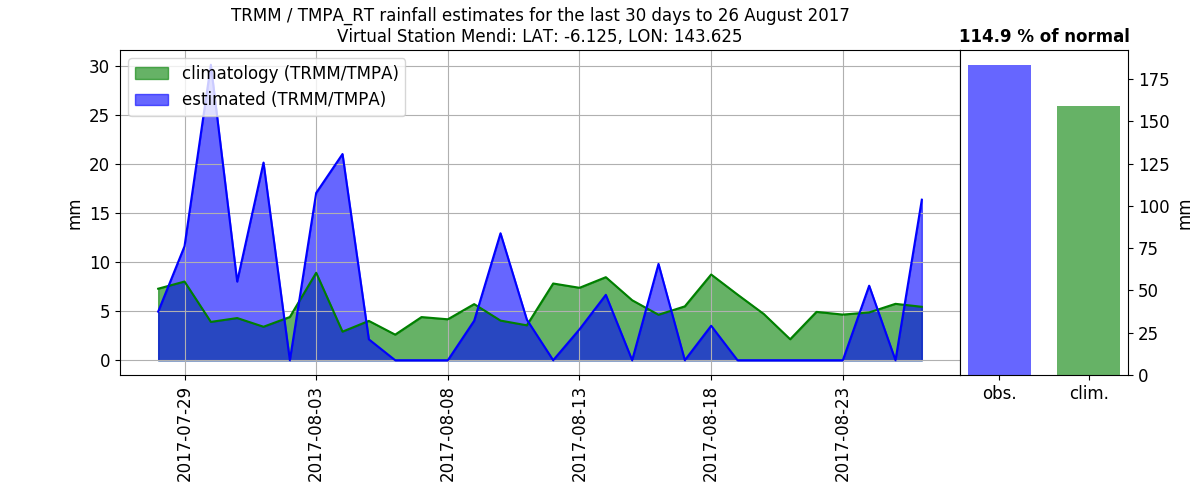 TRMM / TMPA_RT rainfall estimates for the last 30 days to 26 August 2017
Virtual Station Mendi: LAT: -6.125, LON: 143.625
114.9 % of normal
climatology (TRMM/TMPA)
estimated (TRMM/TMPA)
30
25
20
15
10
5
0
mm
2017-07-29
2017-08-03
2017-08-08
2017-08-13
2017-08-18
2017-08-23
175
150
125
100
75
50
25
0
mm
obs.
clim.